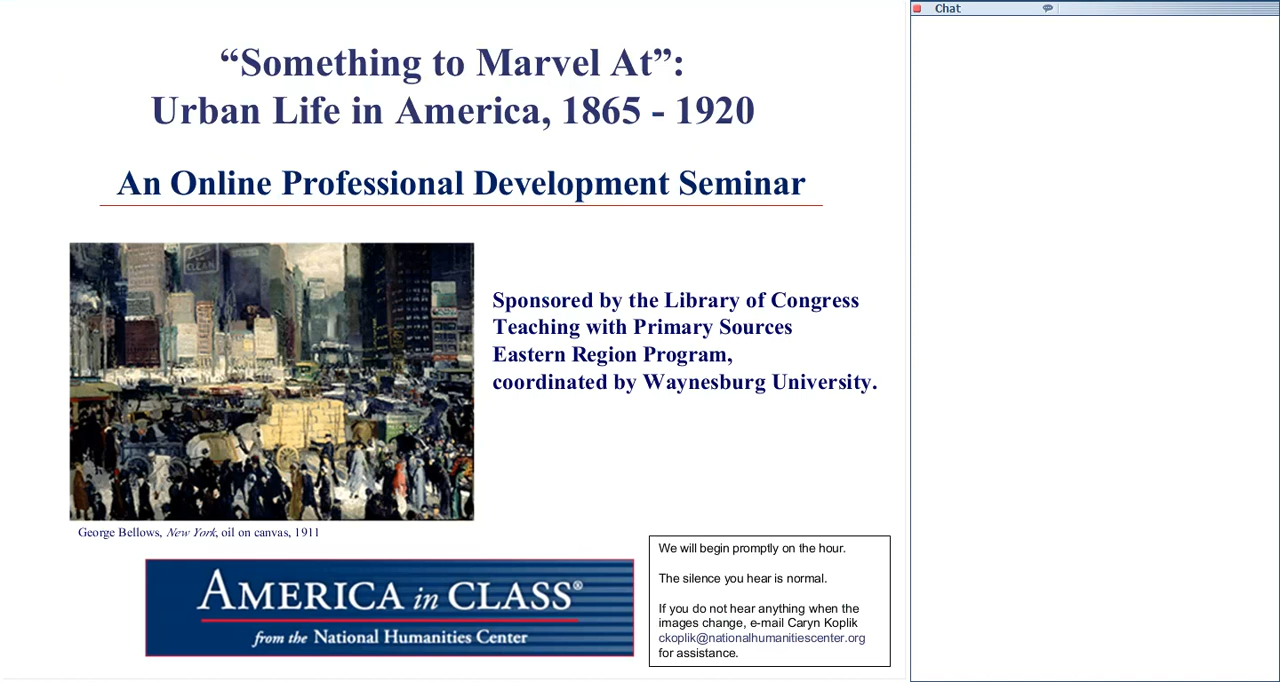 Chat
“Something to Marvel At”:
Urban Life in America, 1865 - 1920
An Online Professional Development Seminar
CLEAN
Sponsored by the Library of Congress
Teaching with Primary Sources
Eastern Region Program,
coordinated by Waynesburg University.
George Bellows, New York, oil on canvas, 1911
AMERICA in CLASS®
from the National Humanities Center
We will begin promptly on the hour.
The silence you hear is normal.
If you do not hear anything when the
images change, e-mail Caryn Koplik
ckoplik@nationalhumanitiescenter.org
for assistance.